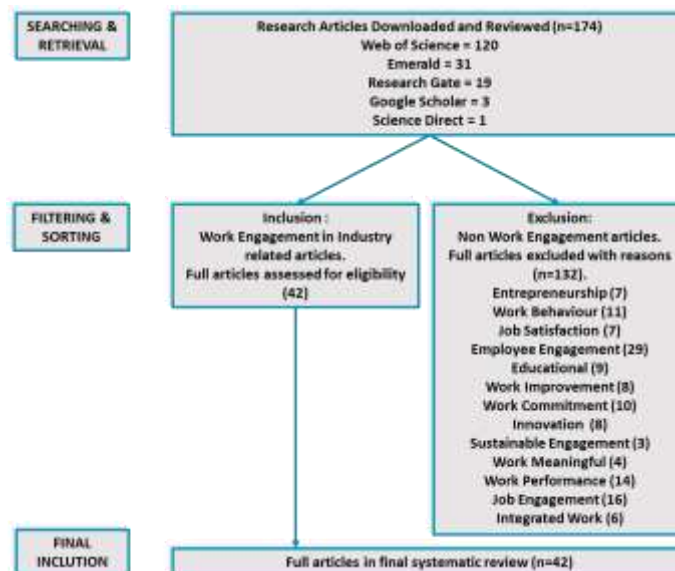 SEARCHING &
RETRIEVAL
Research Articles Downloaded and Reviewed (n=174)
Web of Science = 120
Emerald = 31
Research Gate = 19
Google Scholar = 3
Science Direct = 1
FILTERING &
SORTING
Inclusion :
Work Engagement in Industry
related articles.
Full articles assessed for eligibility
(42)
Exclusion:
Non Work Engagement articles.
Full articles excluded with reasons
(n=132).
Entrepreneurship (7)
Work Behaviour (11)
Job Satisfaction (7)
Employee Engagement (29)
Educational (9)
Work Improvement (8)
Work Commitment (10)
Innovation (8)
Sustainable Engagement (3)
Work Meaningful (4)
Work Performance (14)
Job Engagement (16)
Integrated Work (6)
FINAL
INCLUTION
Full articles in final systematic review (n=42)